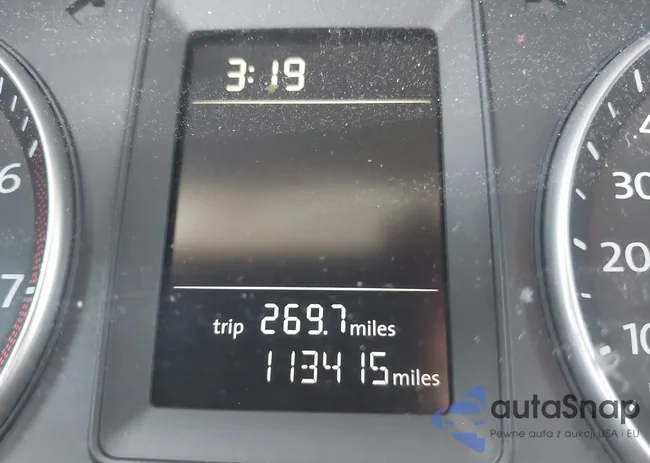 3:19
6
7
trip 269.7 miles
113415 miles
30
20
10
autaSnap
Pewne auta z aukcji USA i EU